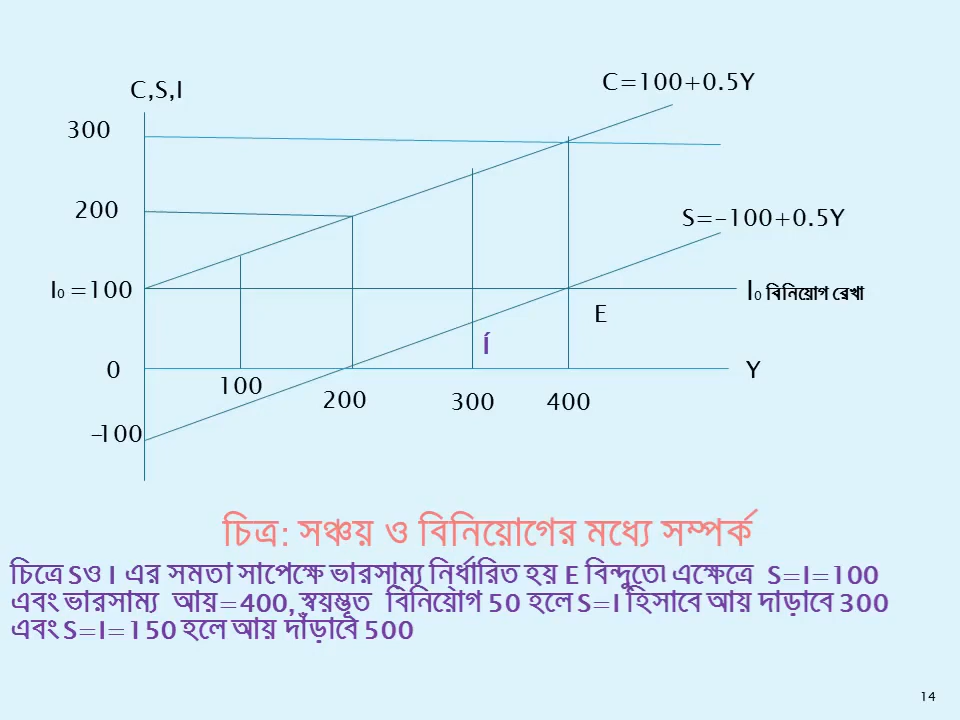 C=100+0.5Y
C,S,I
300
200
S=-100+0.5Y
I₀ =100
I₀ বিনিয়োগ রেখা
E
Í
0
Y
100
200
300
400
-100
চিত্র: সঞ্চয় ও বিনিয়োগের মধ্যে সম্পর্ক
চিত্রে Sও I এর সমতা সাপেক্ষে ভারসাম্য নির্ধারিত হয় E বিন্দুতে৷ এক্ষেত্রে S=I=100
এবং ভারসাম্য আয়=400, স্বয়ম্ভূত বিনিয়োগ 50 হলে S=I হিসাবে আয় দাড়াবে 300
এবং S=I=150 হলে আয় দাঁড়াবে 500
14